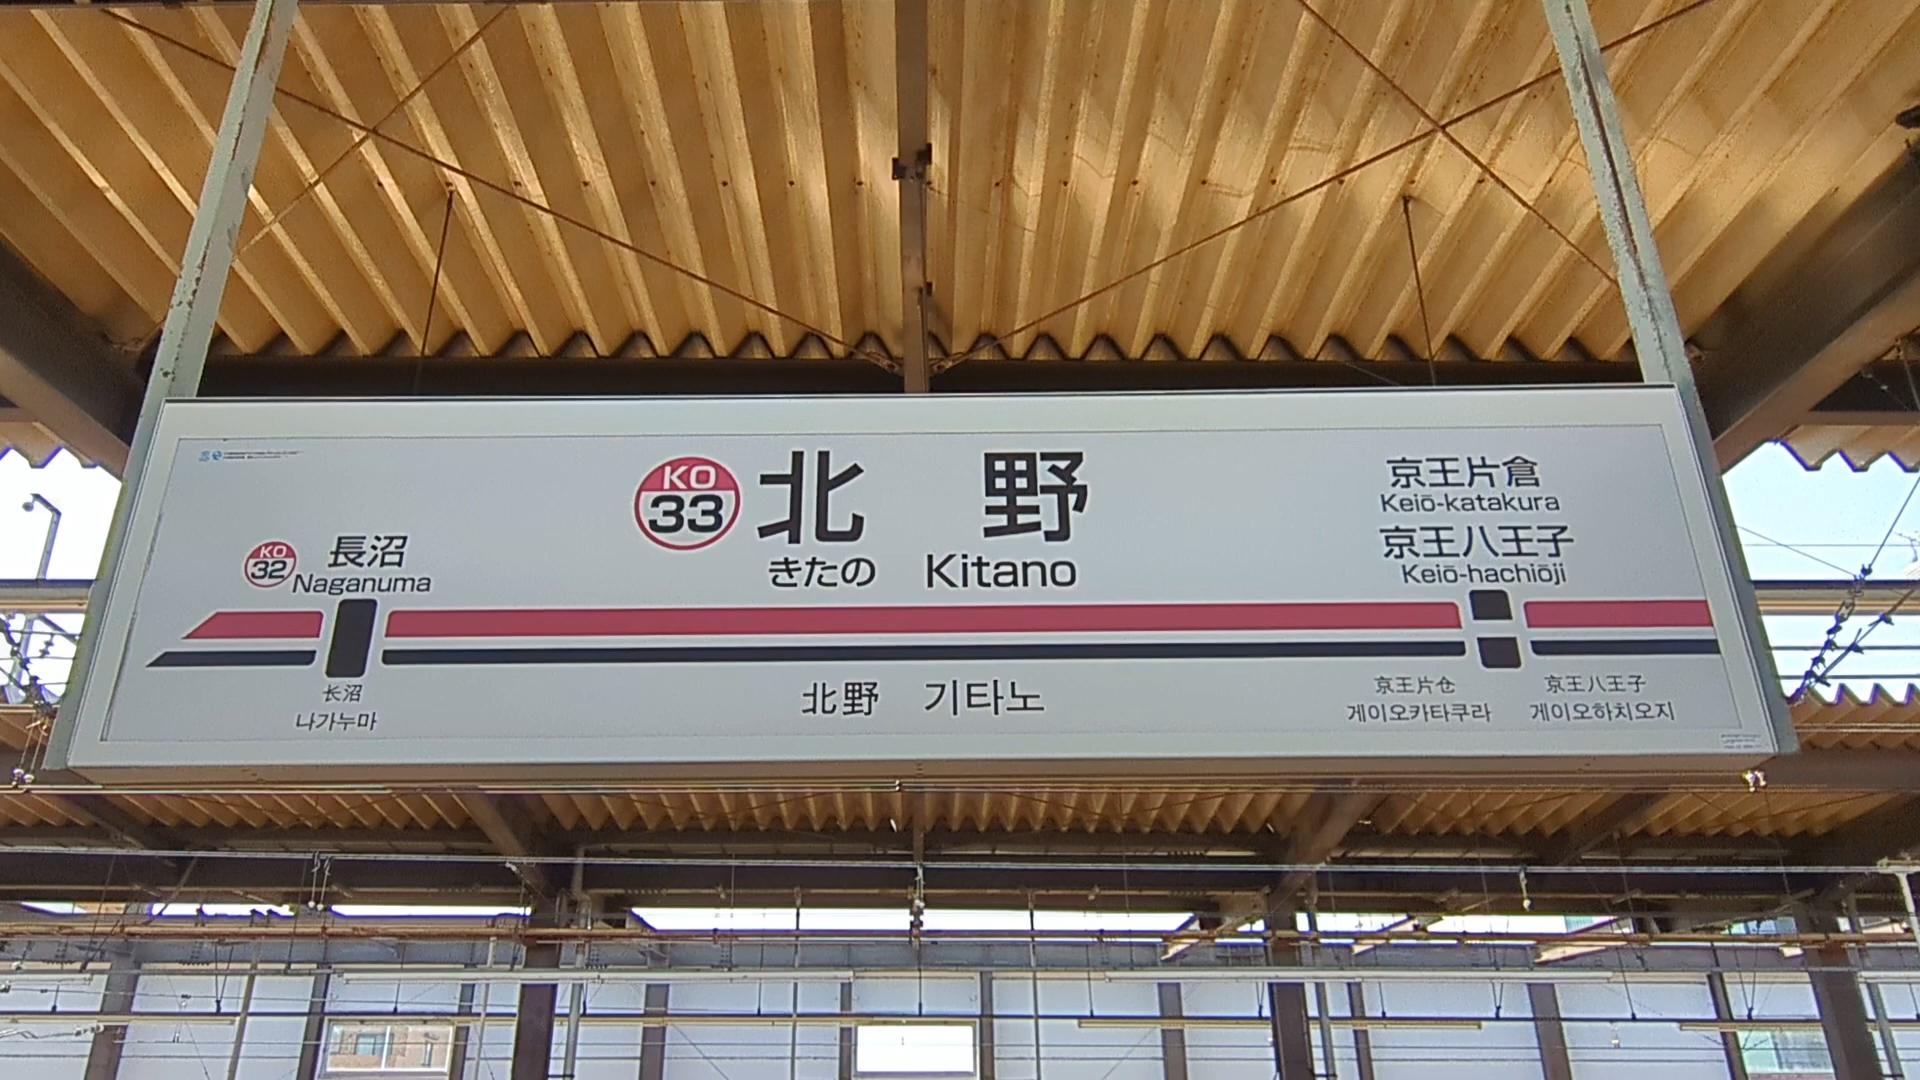 KO
33
北 野
きたの Kitano
KO
32
長沼
Naganuma
京王片倉
Keiō-katakura
京王八王子
Keiō-hachiōji
长沼
나가누마
北野 기타노
京王片仓
게이오카타쿠라
京王八王子
게이오하치오지